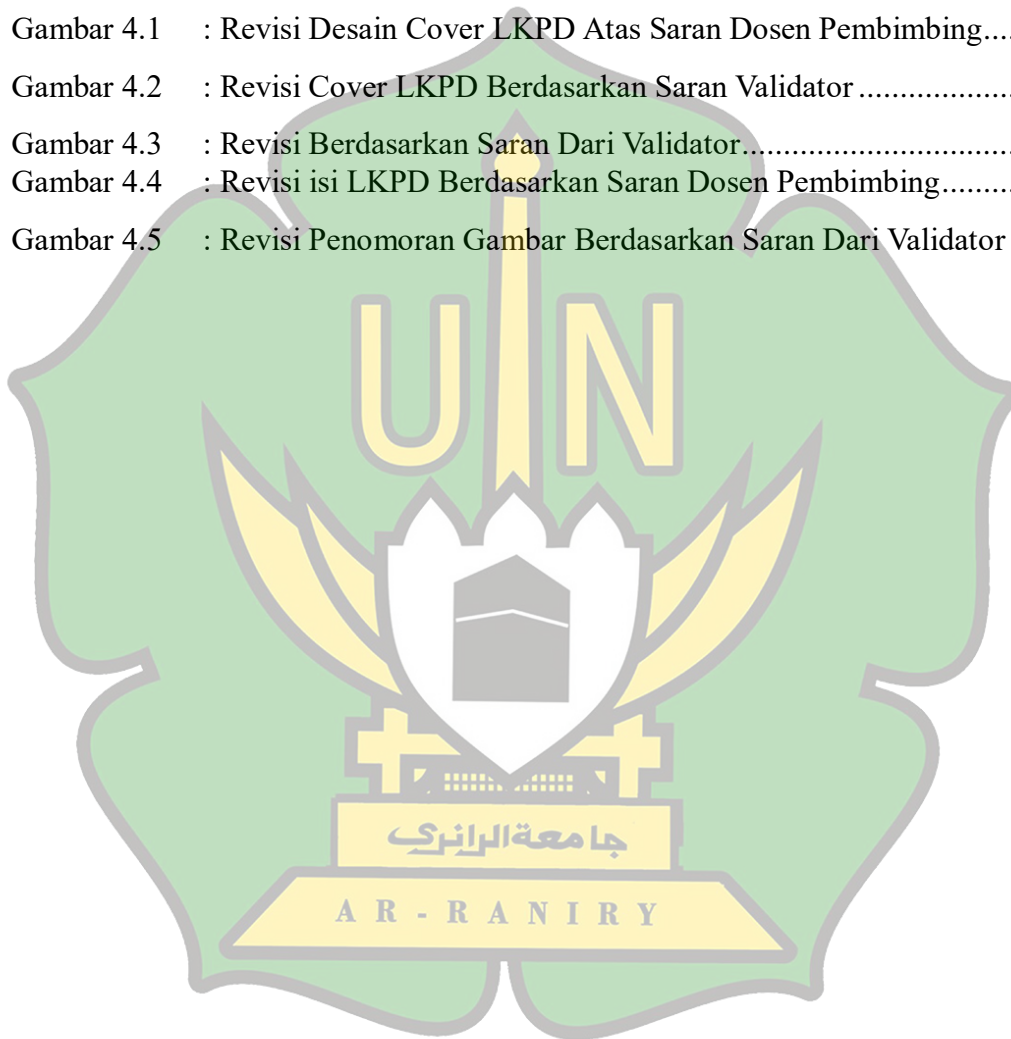 Gambar 4.1 : Revisi Desain Cover LKPD Atas Saran Dosen Pembimbing....
Gambar 4.2 : Revisi Cover LKPD Berdasarkan Saran Validator ...................
Gambar 4.3 : Revisi Berdasarkan Saran Dari Validator.................................
Gambar 4.4 : Revisi isi LKPD Berdasarkan Saran Dosen Pembimbing.........
Gambar 4.5 : Revisi Penomoran Gambar Berdasarkan Saran Dari Validator
UIN
جامعة الرانري
AR-RANIRY